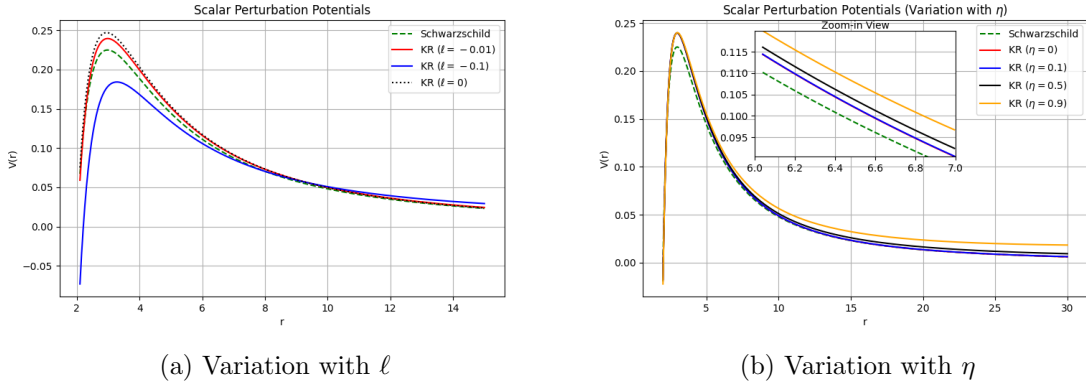 Scalar Perturbation Potentials
V(r)
0.25
0.20
0.15
0.10
0.05
0.00
−0.05
2
4
6
8
10
12
14
r
Schwarzschild
KR (ℓ = −0.01)
KR (ℓ = −0.1)
KR (ℓ = 0)
(a) Variation with ℓ
Scalar Perturbation Potentials (Variation with η)
V(r)
0.25
0.20
0.15
0.10
0.05
0.00
5
10
15
20
25
30
r
Zoom-in View
0.115
0.110
0.105
0.100
0.095
6.0
6.2
6.4
6.6
6.8
7.0
Schwarzschild
KR (η = 0)
KR (η = 0.1)
KR (η = 0.5)
KR (η = 0.9)
(b) Variation with η